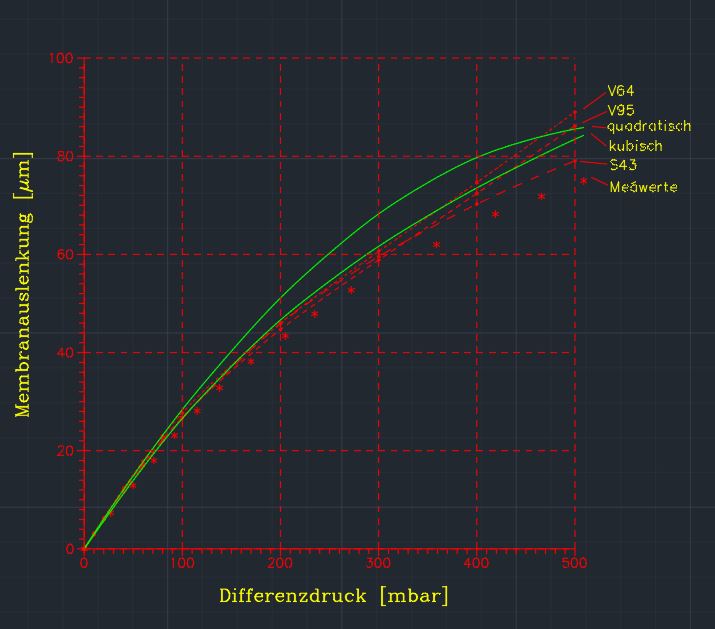 100
V64
V95
quadratisch
80
kubisch
S43
Meáwerte
Membranauslenkung [µm]
60
40
20
0
0 100 200 300 400 500
Differenzdruck [mbar]